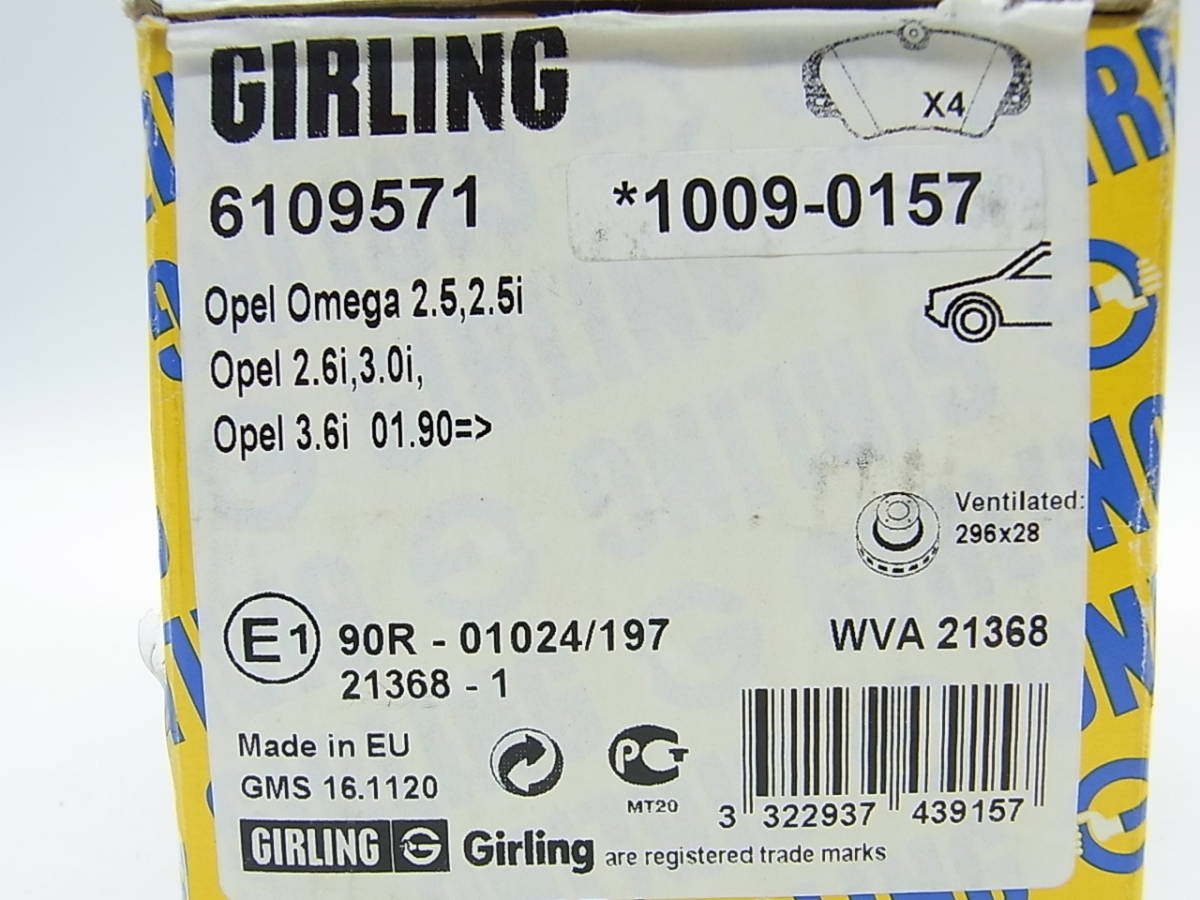 GIRLING
X4
6109571
*1009-0157
Opel Omega 2.5,2.5i
Opel 2.6i,3.0i,
Opel 3.6i 01.90=>
Ventilated:
296x28
E1 90R - 01024/197
21368 - 1
WVA 21368
Made in EU
GMS 16.1120
PCT
MT20
3 322937 439157
GIRLING G Girling are registered trade marks